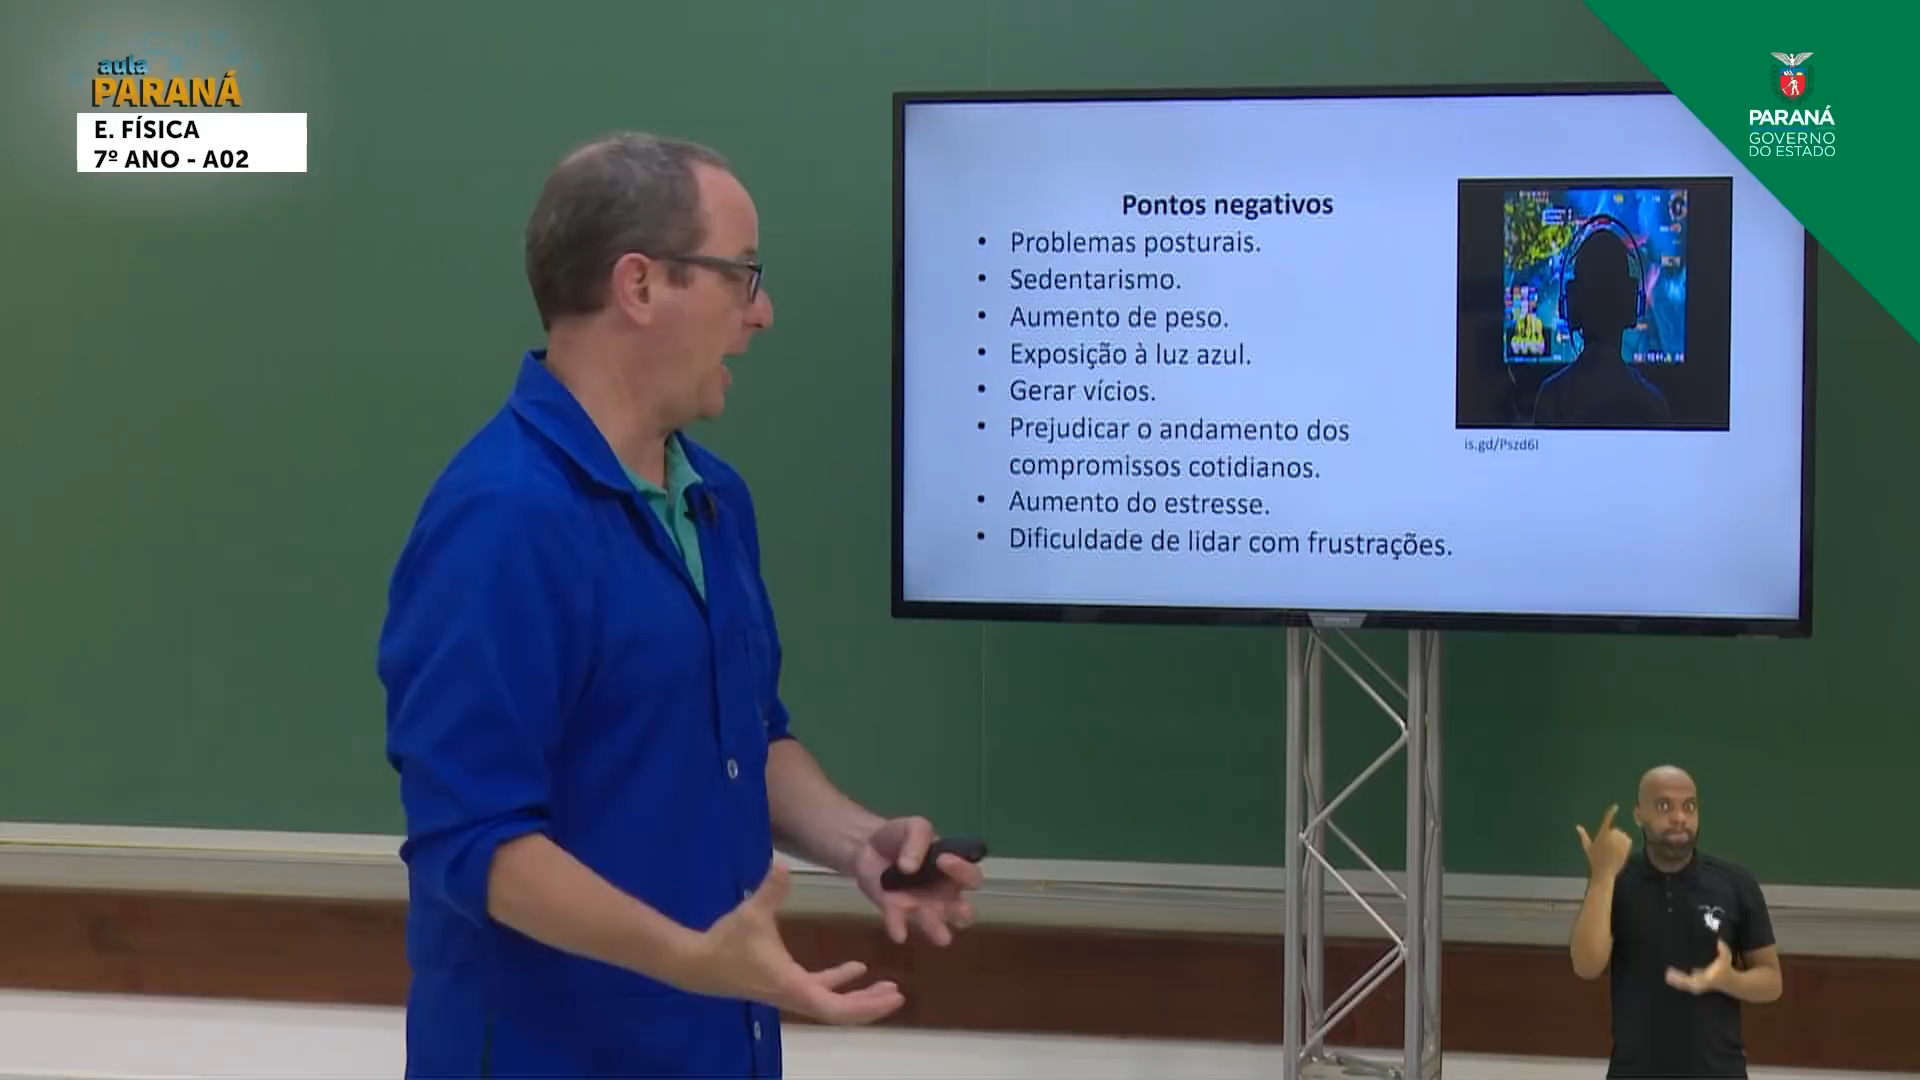 aula
PARANÁ
E. FÍSICA
7º ANO - A02
PARANÁ
GOVERNO
DO ESTADO
Pontos negativos
• Problemas posturais.
• Sedentarismo.
• Aumento de peso.
• Exposição à luz azul.
• Gerar vícios.
• Prejudicar o andamento dos
compromissos cotidianos.
• Aumento do estresse.
• Dificuldade de lidar com frustrações.
is.gd/Pszd6I